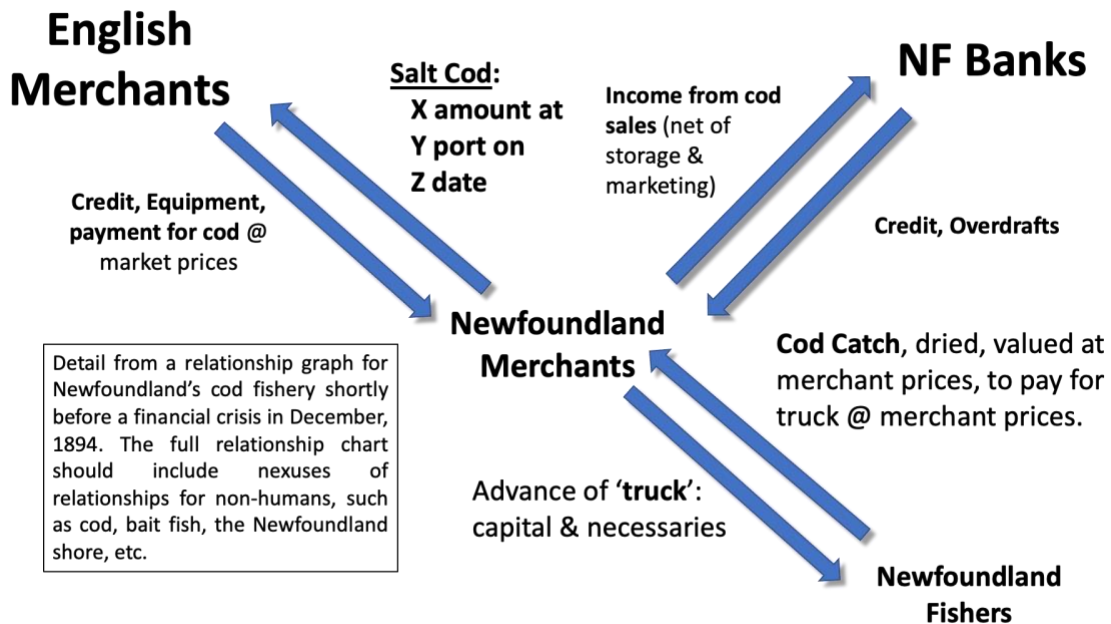 English
Merchants
Salt Cod:
X amount at
Y port on
Z date
Income from cod
sales (net of
storage &
marketing)
NF Banks
Credit, Equipment,
payment for cod @
market prices
Credit, Overdrafts
Newfoundland
Merchants
Cod Catch, dried, valued at
merchant prices, to pay for
truck @ merchant prices.
Detail from a relationship graph for
Newfoundland’s cod fishery shortly
before a financial crisis in December,
1894. The full relationship chart
should include nexuses of
relationships for non-humans, such
as cod, bait fish, the Newfoundland
shore, etc.
Advance of ‘truck’:
capital & necessaries
Newfoundland
Fishers